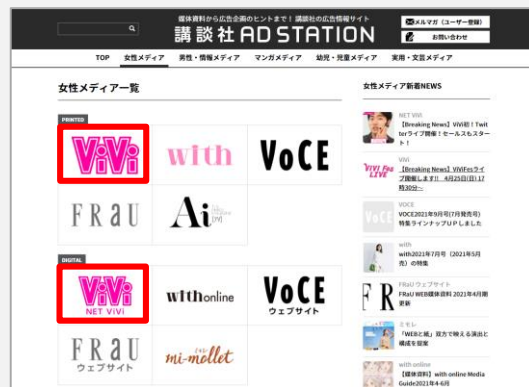 媒体資料から広告企画のヒントまで！ 講談社の広告情報サイト
講談社AD STATION
メルマガ（ユーザー登録）
お問い合わせ
TOP 女性メディア 男性・情報メディア マンガメディア 幼児・児童メディア 実用・文芸メディア
女性メディア一覧
PRINTED
ViVi
with
VoCE
FRaU
Ai
DIGITAL
ViVi
NET ViVi
withonline
VoCE
ウェブサイト
FRaU
ウェブサイト
mi-mollet
女性メディア新着NEWS
NET ViVi
【Breaking News】ViVi初！Twit
terライブ開催！セールスもスター
ト！
ViVi Fes
LIVE
ViVi
【Breaking News】ViViFesライ
ブ開催します!! 4月25日(日)17
時30分～
VoCE
VOCE
VOCE2021年9月号(7月発売号)
特集ラインナップUPしました
with
with2021年7月号（2021年5月
売）の特集
FR
FRaU ウェブサイト
FRaU WEB媒体資料 2021年4月期
更新
ミモレ
「WEBと紙」双方で映える演出と
構成を提案
with online
【媒体資料】with online Media
Guide2021年4-6月